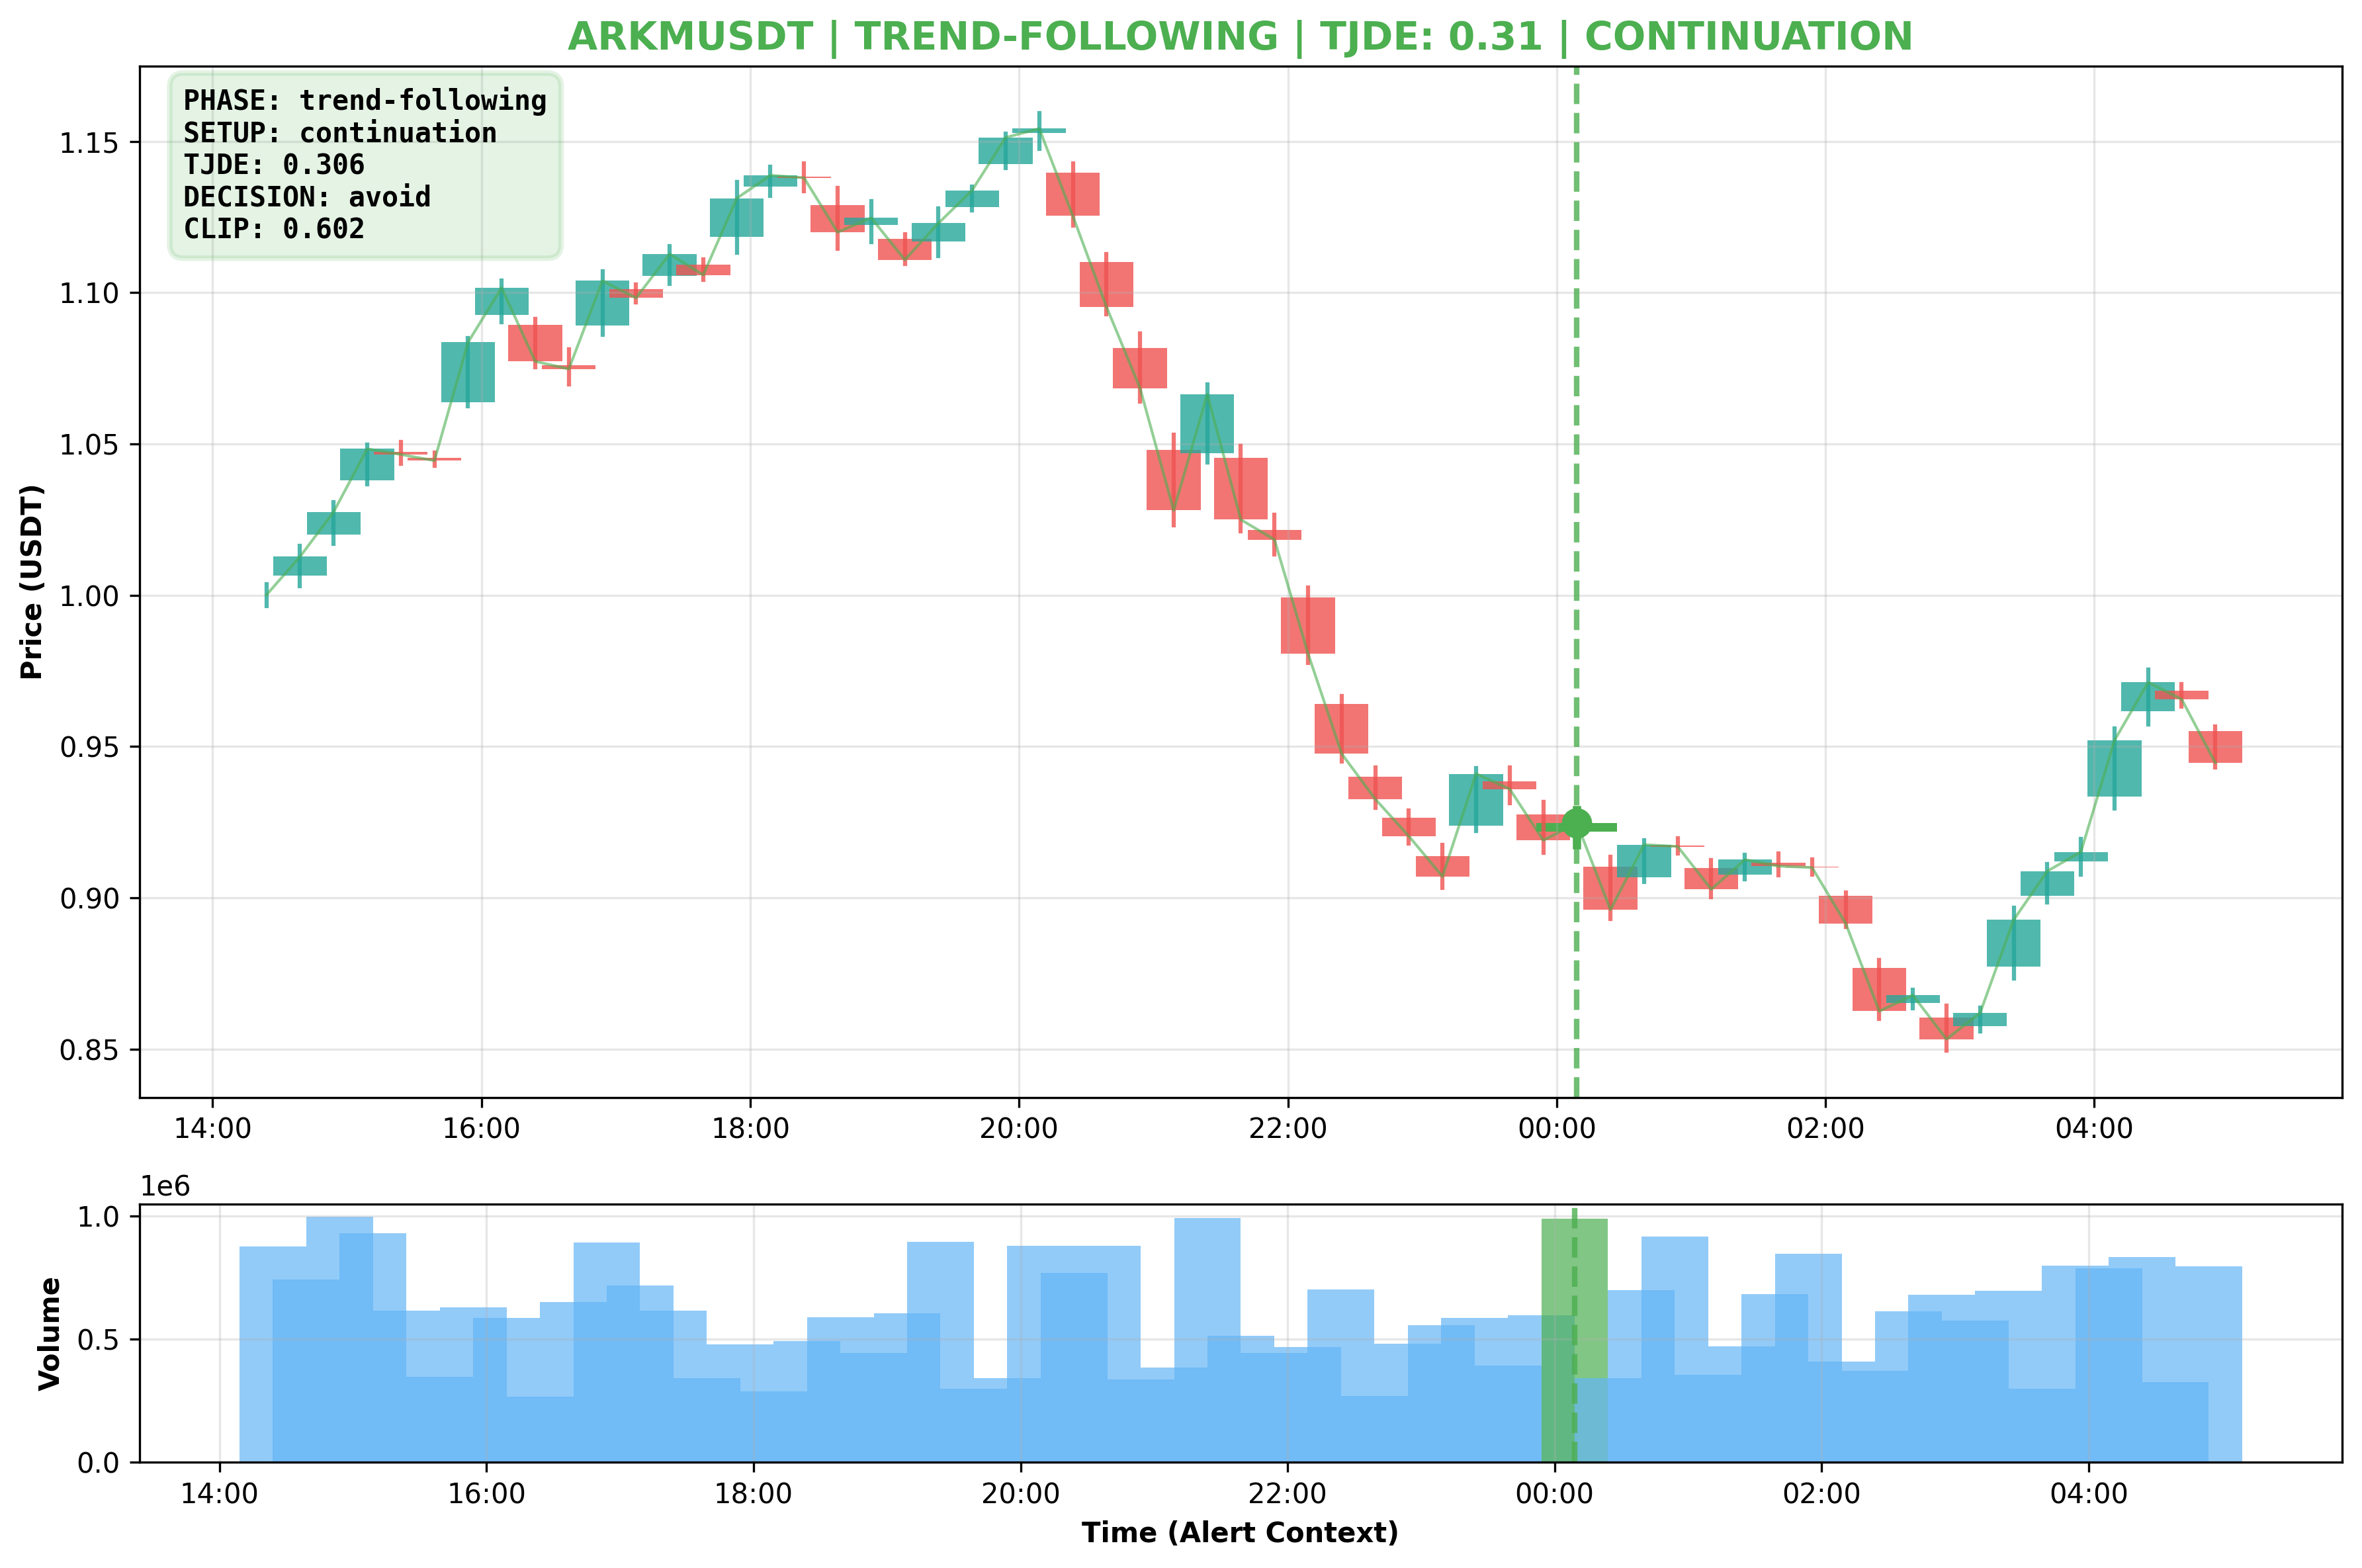 ARKMUSDT | TREND-FOLLOWING | TJDE: 0.31 | CONTINUATION
PHASE: trend-following
SETUP: continuation
TJDE: 0.306
DECISION: avoid
CLIP: 0.602
Price (USDT)
1.15
1.10
1.05
1.00
0.95
0.90
0.85
14:00 16:00 18:00 20:00 22:00 00:00 02:00 04:00
1e6
Volume
1.0
0.5
0.0
14:00 16:00 18:00 20:00 22:00 00:00 02:00 04:00
Time (Alert Context)